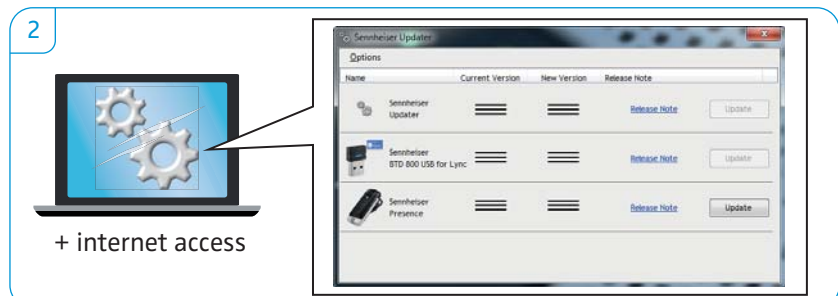 2
Sennheiser Updater
Options
Name Current Version New Version Release Note
Sennheiser
Updater
Release Note Update
Sennheiser
BTD 800 USB for Lync
Release Note Update
Sennheiser
Presence
Release Note Update
+ internet access